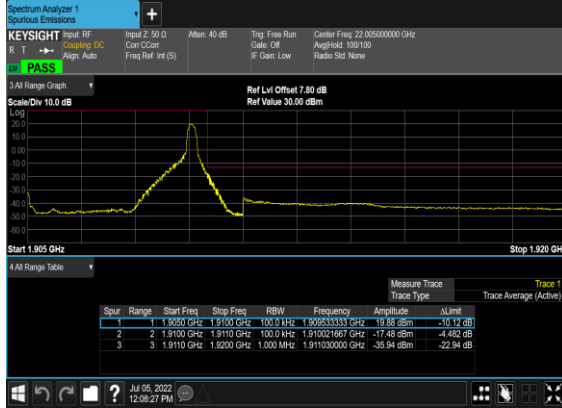 Spectrum Analyzer 1
Spurious Emissions
+
KEYSIGHT Input: RF Input Z: 50 Ω Atten: 40 dB Trig: Free Run Center Freq: 22.005000000 GHz
R T Coupling: DC Corr CCorr Gate: Off Avg|Hold: 100/100
Align: Auto Freq Ref: Int (S) IF Gain: Low Radio Std: None
PASS
3 All Range Graph
Ref Lvl Offset 7.80 dB
Scale/Div 10.0 dB Ref Value 30.00 dBm
Log
20.0
10.0
0.00
-10.0
-20.0
-30.0
-40.0
-50.0
-60.0
Start 1.905 GHz Stop 1.920 GH
4 All Range Table
Measure Trace Trace 1
Trace Type Trace Average (Active)
Spur Range Start Freq Stop Freq RBW Frequency Amplitude ΔLimit
1 1 1.9050 GHz 1.9100 GHz 100.0 kHz 1.909533333 GHz 19.88 dBm -10.12 dB
2 2 1.9100 GHz 1.9110 GHz 100.0 kHz 1.910021667 GHz -17.48 dBm -4.482 dB
3 3 1.9110 GHz 1.9200 GHz 1.000 MHz 1.911030000 GHz -35.94 dBm -22.94 dB
? Jul 05, 2022
12:08:27 PM